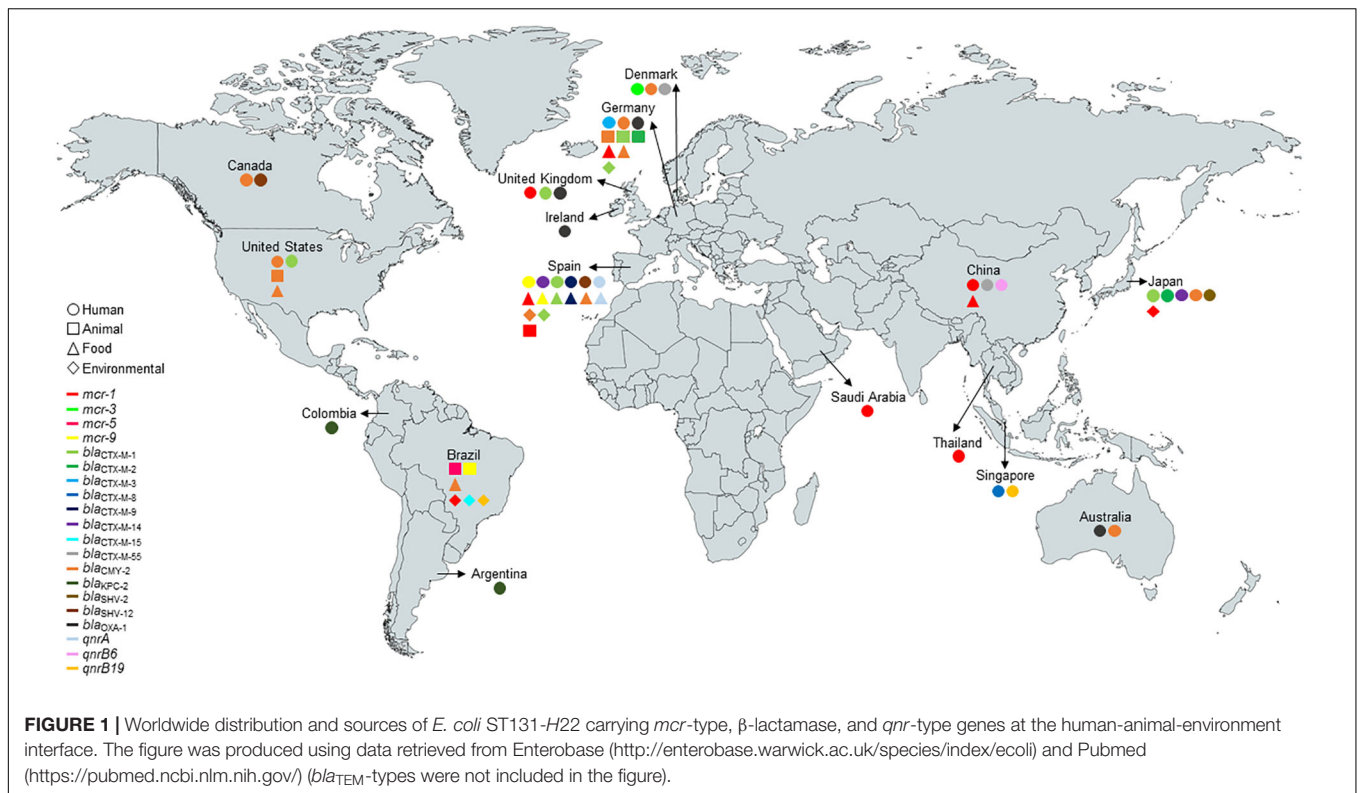 Denmark
Germany
Canada
United Kingdom
Ireland
United States
Spain
China
Japan
Human
Animal
Food
Environmental
Saudi Arabia
Colombia
Thailand
Brazil
Singapore
Australia
Argentina
mcr-1
mcr-3
mcr-5
mcr-9
blaCTX-M-1
blaCTX-M-2
blaCTX-M-3
blaCTX-M-8
blaCTX-M-9
blaCTX-M-14
blaCTX-M-15
blaCTX-M-55
blaCMY-2
blaKPC-2
blaSHV-2
blaSHV-12
blaOXA-1
qnrA
qnrB6
qnrB19
FIGURE 1 | Worldwide distribution and sources of E. coli ST131-H22 carrying mcr-type, β-lactamase, and qnr-type genes at the human-animal-environment
interface. The figure was produced using data retrieved from Enterobase (http://enterobase.warwick.ac.uk/species/index/ecoli) and Pubmed
(https://pubmed.ncbi.nlm.nih.gov/) (blaTEM-types were not included in the figure).